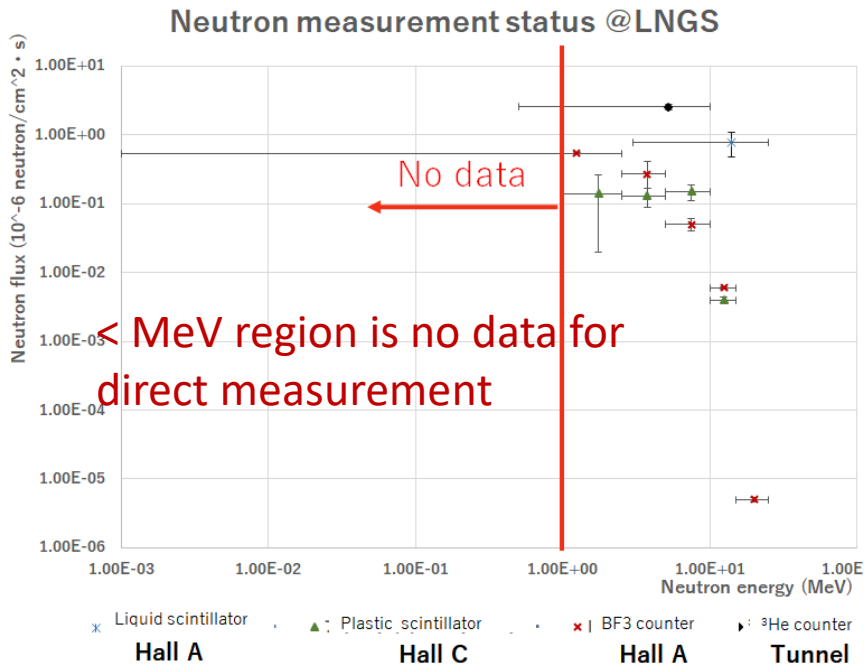 Neutron measurement status @LNGS
Neutron flux (10^-6 neutron/cm^2・s)
1.00E+01
1.00E+00
1.00E-01
1.00E-02
1.00E-03
1.00E-04
1.00E-05
1.00E-06
No data
< MeV region is no data for
direct measurement
1.00E-03 1.00E-02 1.00E-01 1.00E+00 1.00E+01 1.00E
Neutron energy (MeV)
Liquid scintillator Plastic scintillator BF3 counter ³He counter
Hall A Hall C Hall A Tunnel